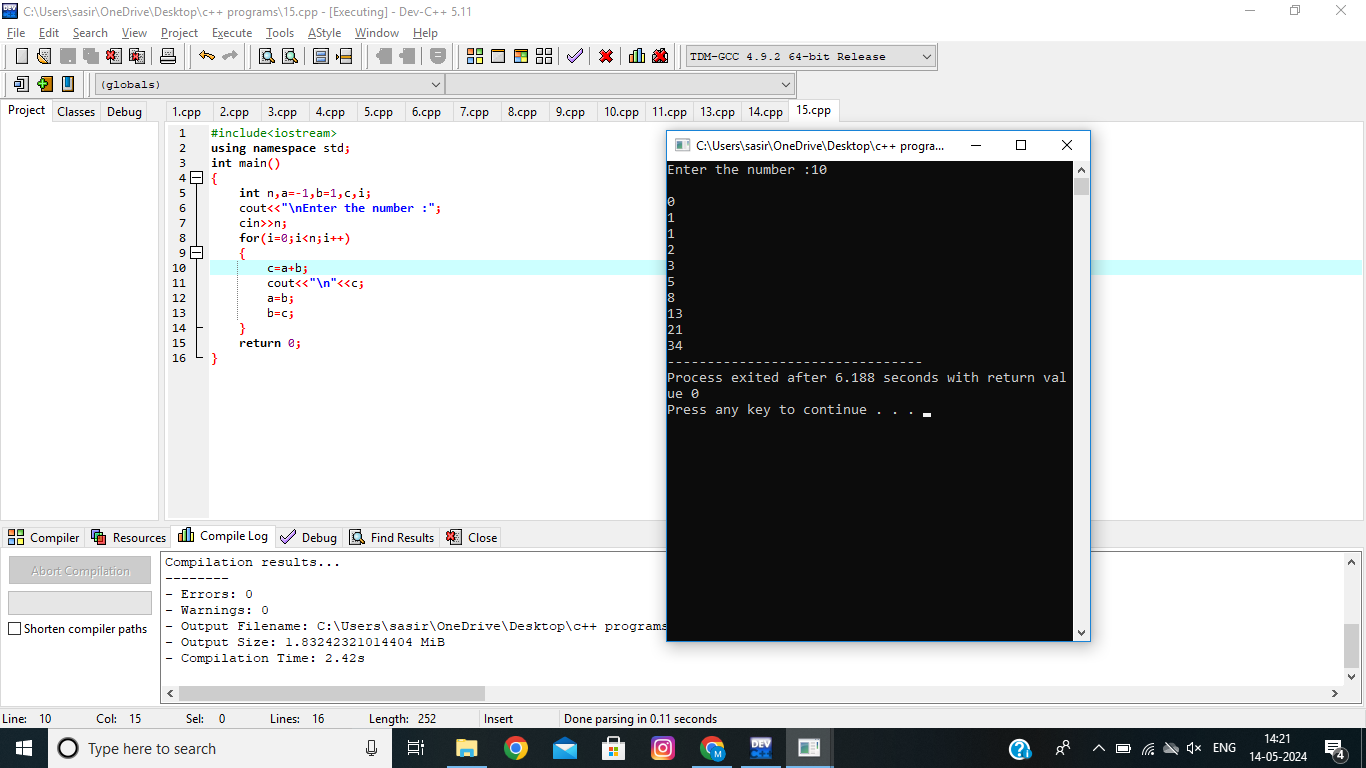 C:\Users\sasir\OneDrive\Desktop\c++ programs\15.cpp - [Executing] - Dev-C++ 5.11
File Edit Search View Project Execute Tools AStyle Window Help
TDM-GCC 4.9.2 64-bit Release
(globals)
Project Classes Debug 1.cpp 2.cpp 3.cpp 4.cpp 5.cpp 6.cpp 7.cpp 8.cpp 9.cpp 10.cpp 11.cpp 13.cpp 14.cpp 15.cpp
1 #include<iostream>
2 using namespace std;
3 int main()
4 {
5 int n,a=-1,b=1,c,i;
6 cout<<"\nEnter the number :";
7 cin>>n;
8 for(i=0;i<n;i++)
9 {
10 c=a+b;
11 cout<<"\n"<<c;
12 a=b;
13 b=c;
14 }
15 return 0;
16 }
C:\Users\sasir\OneDrive\Desktop\c++ progra...
Enter the number :10
0
1
1
2
3
5
8
13
21
34
--------------------------------
Process exited after 6.188 seconds with return val
ue 0
Press any key to continue . . .
Compiler Resources Compile Log Debug Find Results Close
Abort Compilation
Shorten compiler paths
Compilation results...
--------
- Errors: 0
- Warnings: 0
- Output Filename: C:\Users\sasir\OneDrive\Desktop\c++ programs
- Output Size: 1.83242321014404 MiB
- Compilation Time: 2.42s
Line: 10 Col: 15 Sel: 0 Lines: 16 Length: 252 Insert Done parsing in 0.11 seconds
Type here to search
DEV
M
ENG
14:21
14-05-2024
4